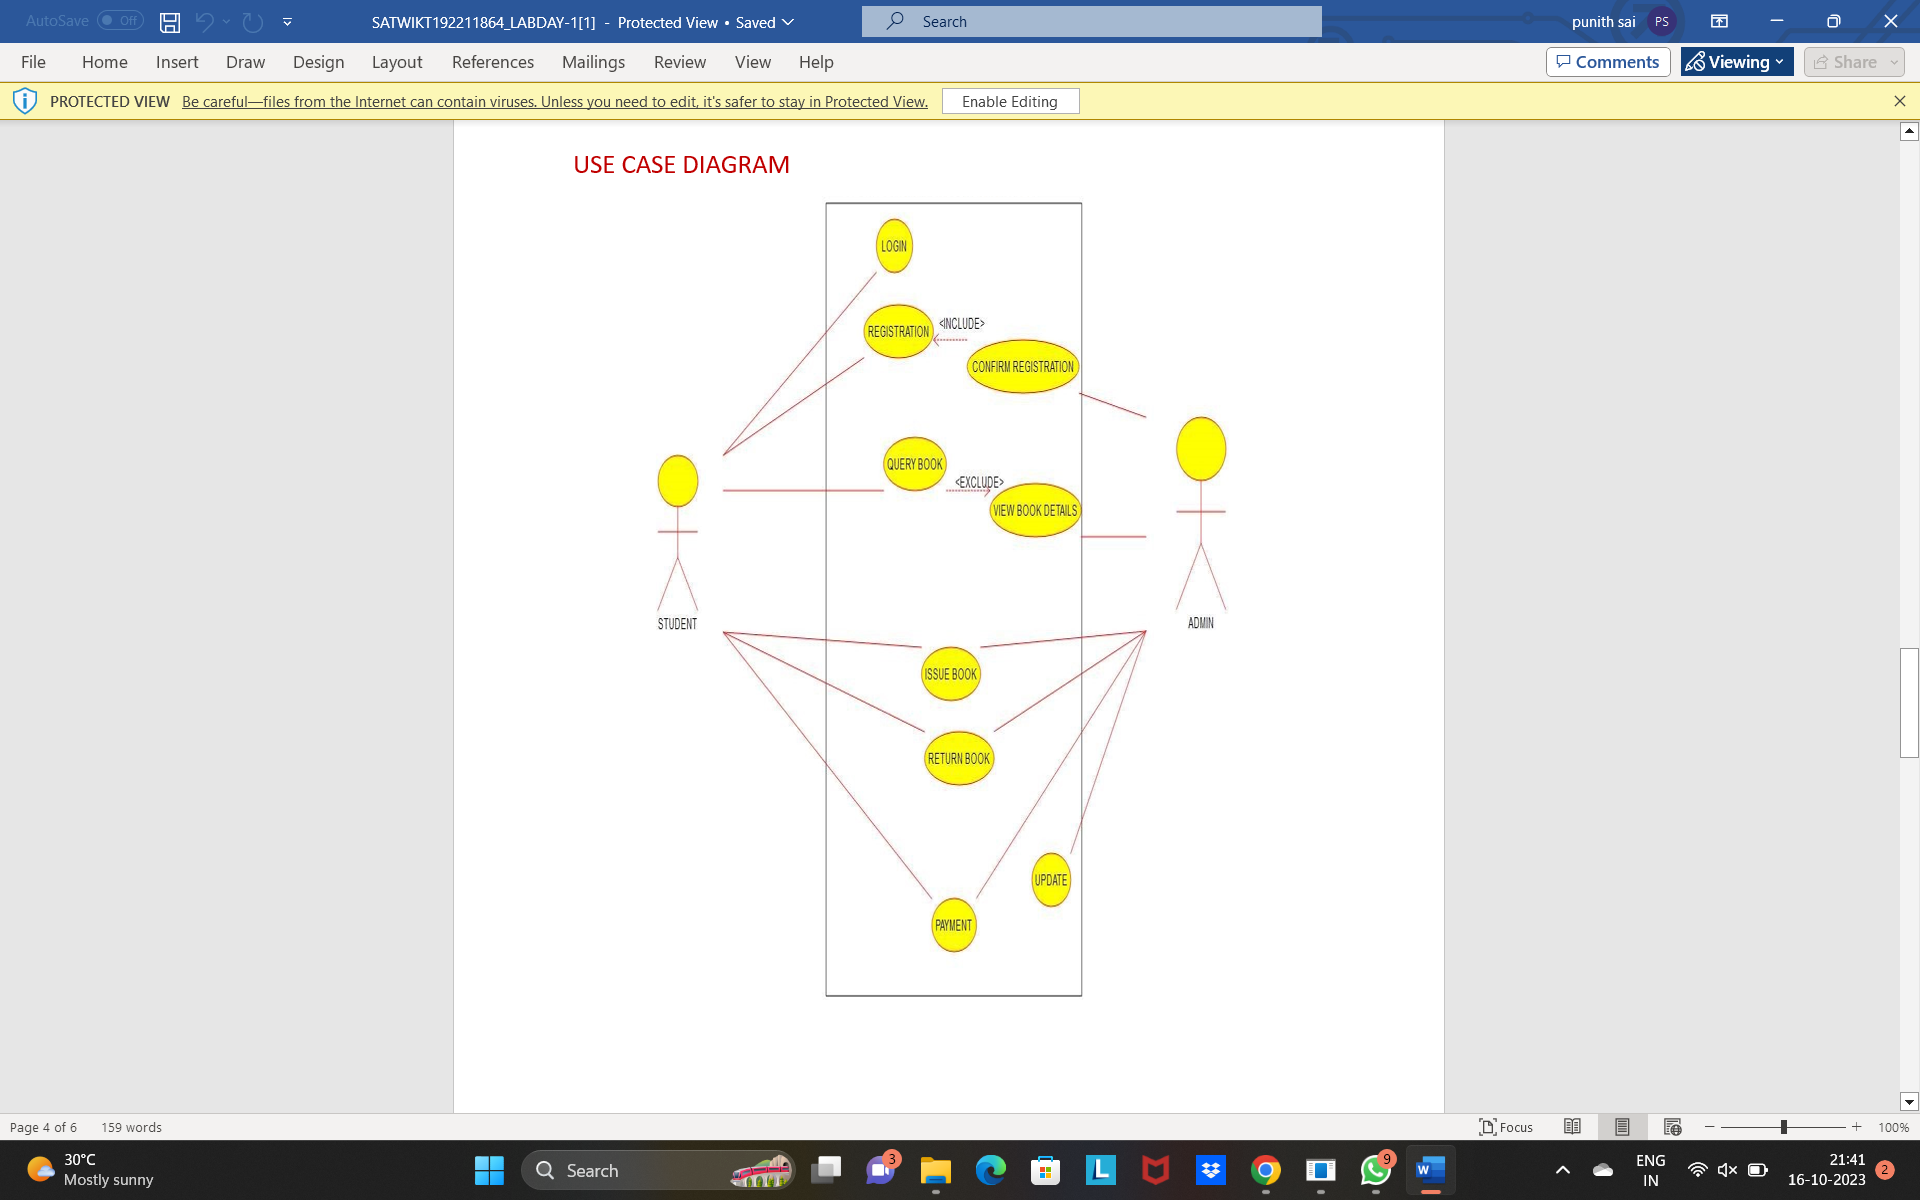 AutoSave Off SATWIKT192211864_LABDAY-1[1] - Protected View • Saved Search punith sai PS
File Home Insert Draw Design Layout References Mailings Review View Help Comments Viewing Share
PROTECTED VIEW Be careful—files from the Internet can contain viruses. Unless you need to edit, it's safer to stay in Protected View. Enable Editing
USE CASE DIAGRAM
LOGIN
REGISTRATION
<INCLUDE>
CONFIRM REGISTRATION
QUERY BOOK
<EXCLUDE>
VIEW BOOK DETAILS
STUDENT
ADMIN
ISSUE BOOK
RETURN BOOK
UPDATE
PAYMENT
Page 4 of 6 159 words Focus 100%
30°C
Mostly sunny
Search
3
L
9
W
ENG
IN
21:41
16-10-2023
2